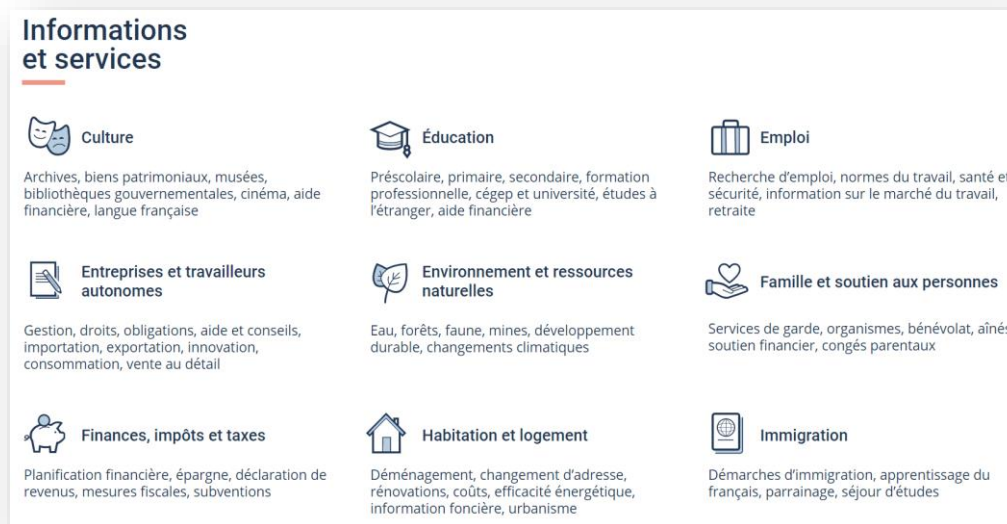 Informations
et services
Culture
Archives, biens patrimoniaux, musées,
bibliothèques gouvernementales, cinéma, aide
financière, langue française
Éducation
Préscolaire, primaire, secondaire, formation
professionnelle, cégep et université, études à
l’étranger, aide financière
Emploi
Recherche d’emploi, normes du travail, santé et
sécurité, information sur le marché du travail,
retraite
Entreprises et travailleurs
autonomes
Gestion, droits, obligations, aide et conseils,
importation, exportation, innovation,
consommation, vente au détail
Environnement et ressources
naturelles
Eau, forêts, faune, mines, développement
durable, changements climatiques
Famille et soutien aux personnes
Services de garde, organismes, bénévolat, aînés
soutien financier, congés parentaux
Finances, impôts et taxes
Planification financière, épargne, déclaration de
revenus, mesures fiscales, subventions
Habitation et logement
Déménagement, changement d’adresse,
rénovations, coûts, efficacité énergétique,
information foncière, urbanisme
Immigration
Démarches d’immigration, apprentissage du
français, parrainage, séjour d’études